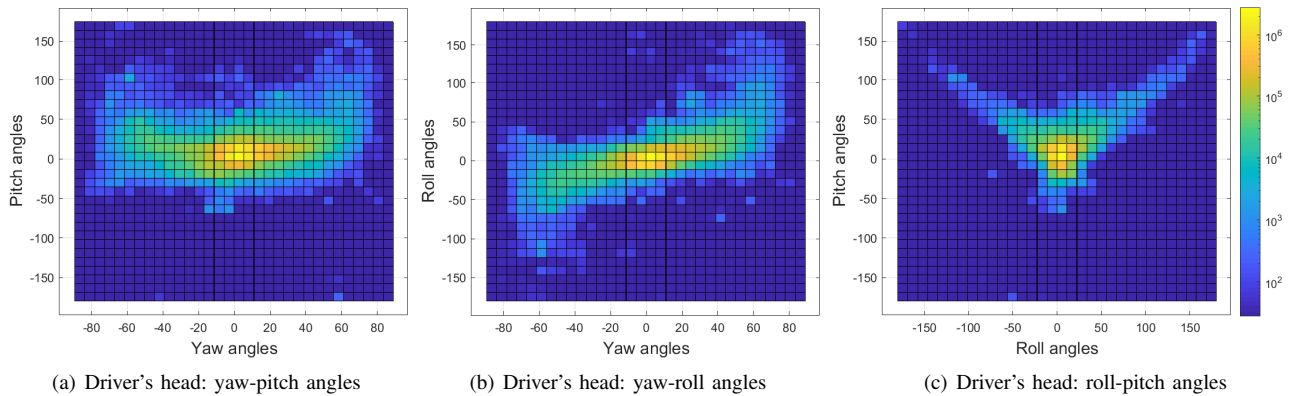 150
100
50
0
-50
-100
-150
Pitch angles
-80 -60 -40 -20 0 20 40 60 80
Yaw angles
(a) Driver's head: yaw-pitch angles
150
100
50
0
-50
-100
-150
Roll angles
-80 -60 -40 -20 0 20 40 60 80
Yaw angles
(b) Driver's head: yaw-roll angles
150
100
50
0
-50
-100
-150
Pitch angles
-150 -100 -50 0 50 100 150
Roll angles
(c) Driver's head: roll-pitch angles
10⁶
10⁵
10⁴
10³
10²